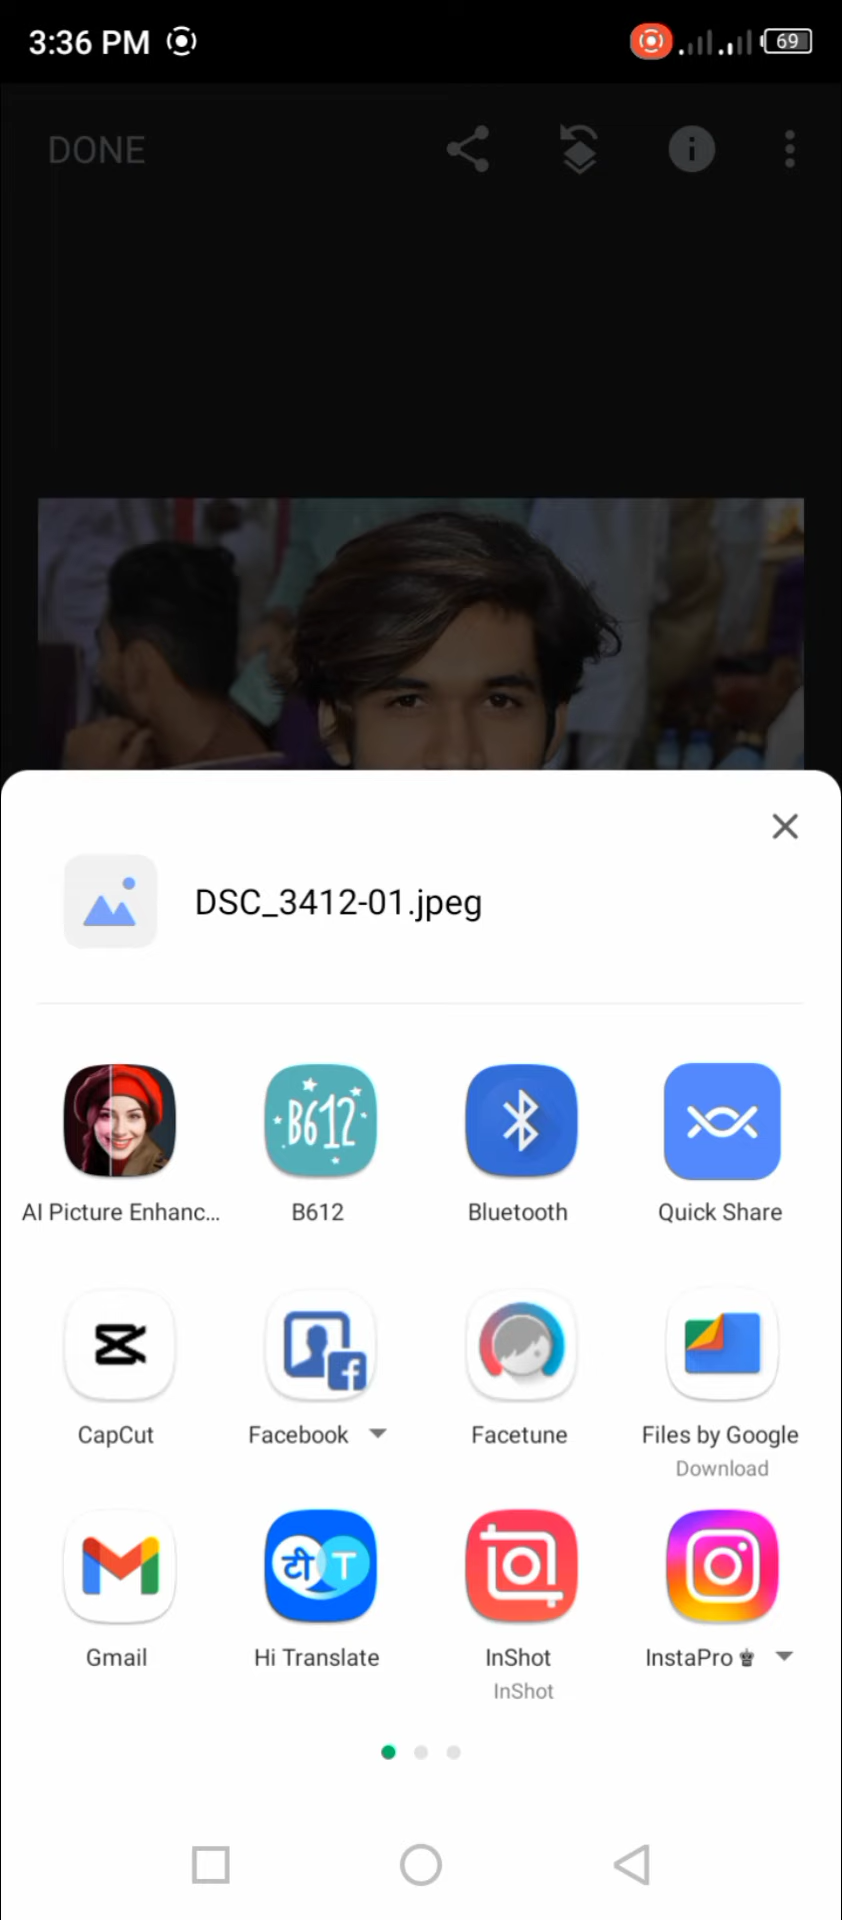 3:36 PM
69
DONE
DSC_3412-01.jpeg
B612
AI Picture Enhanc...
B612
Bluetooth
Quick Share
CapCut
Facebook
Facetune
Files by Google
Download
टी T
Gmail
Hi Translate
InShot
InstaPro
InShot